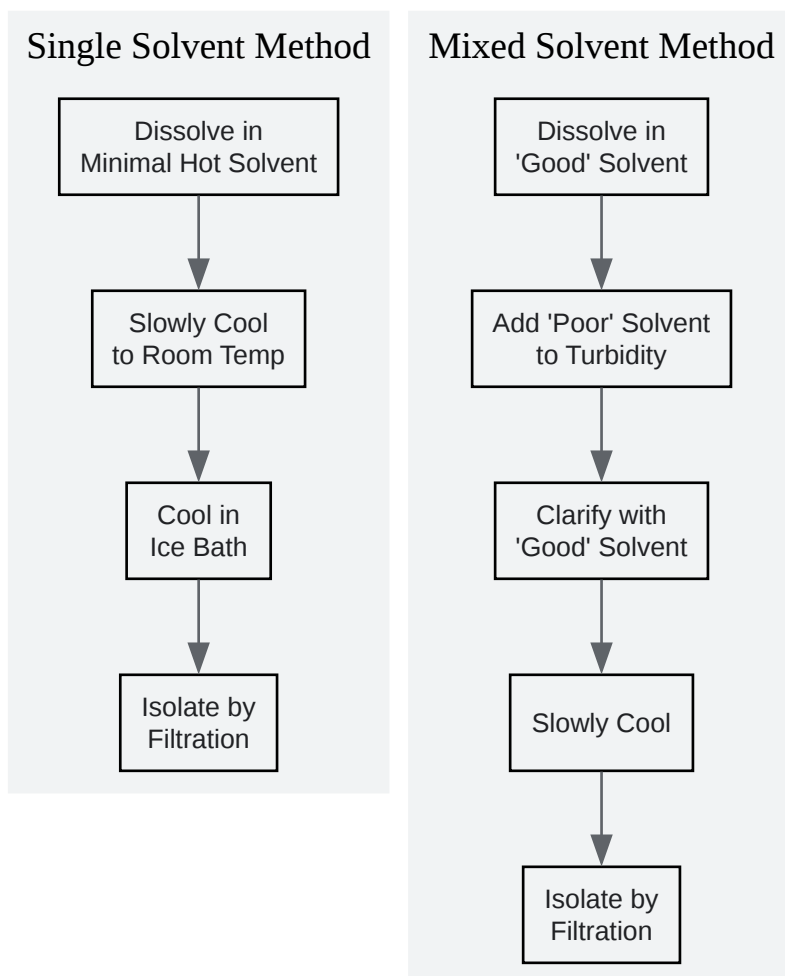 Single Solvent Method
Dissolve in
Minimal Hot Solvent
Slowly Cool
to Room Temp
Cool in
Ice Bath
Isolate by
Filtration
Mixed Solvent Method
Dissolve in
'Good' Solvent
Add 'Poor' Solvent
to Turbidity
Clarify with
'Good' Solvent
Slowly Cool
Isolate by
Filtration